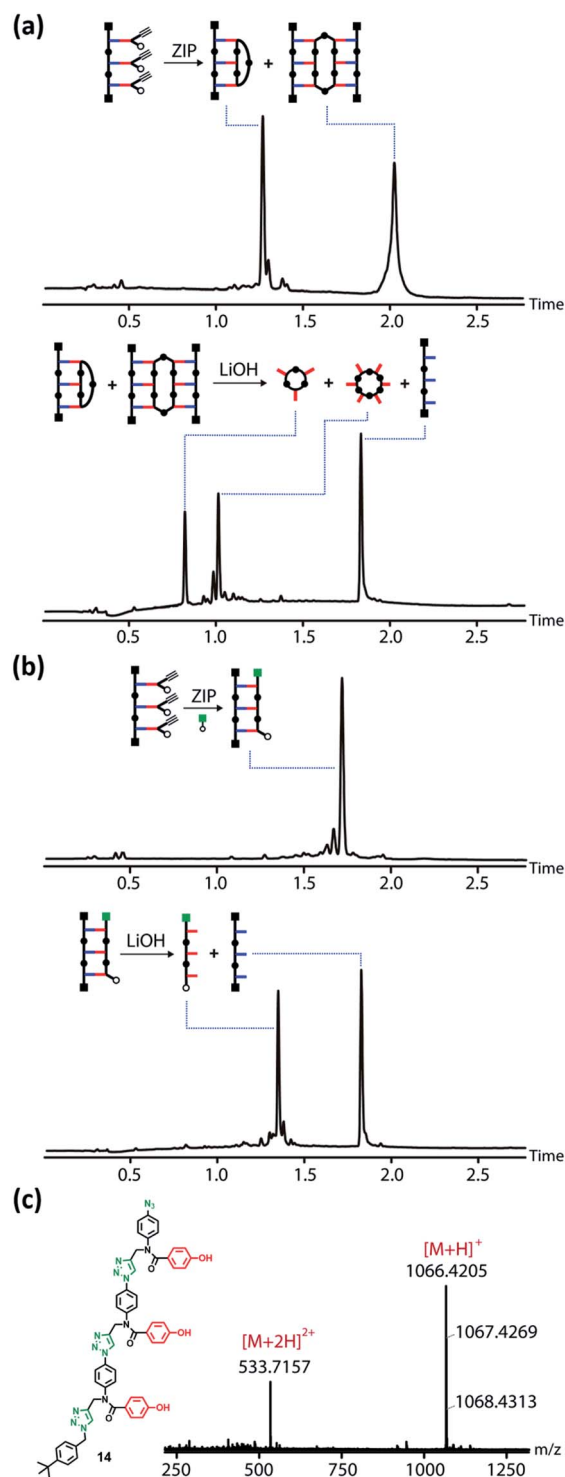 (a)
ZIP
+
0.5 1.0 1.5 2.0 2.5 Time
+ LiOH + +
0.5 1.0 1.5 2.0 2.5 Time
(b)
ZIP
0.5 1.0 1.5 2.0 2.5 Time
LiOH +
0.5 1.0 1.5 2.0 2.5 Time
(c)
N₃
N
O
OH
N=N
N
N
O
OH
N=N
N
N
O
OH
N=N
N
14
[M+H]⁺
1066.4205
[M+2H]²⁺
533.7157
1067.4269
1068.4313
250 500 750 1000 1250 m/z